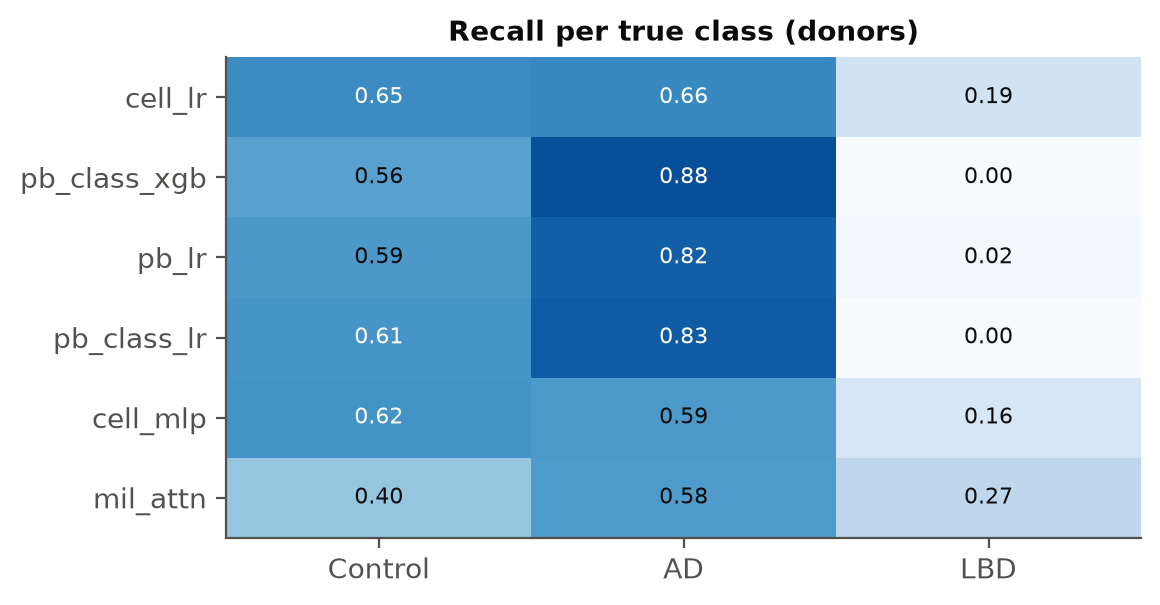 Recall per true class (donors)
cell_lr 0.65 0.66 0.19
pb_class_xgb 0.56 0.88 0.00
pb_lr 0.59 0.82 0.02
pb_class_lr 0.61 0.83 0.00
cell_mlp 0.62 0.59 0.16
mil_attn 0.40 0.58 0.27
Control AD LBD